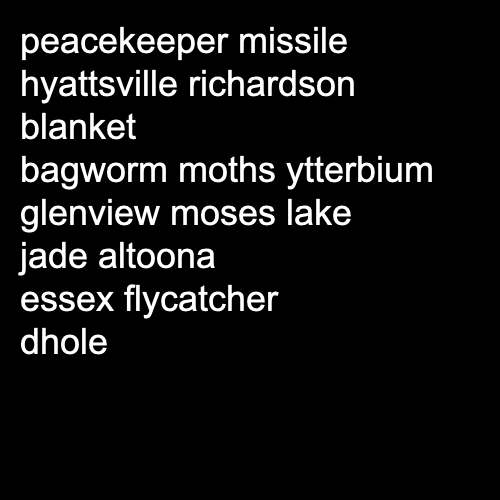 peacekeeper missile
hyattsville richardson
blanket
bagworm moths ytterbium
glenview moses lake
jade altoona
essex flycatcher
dhole